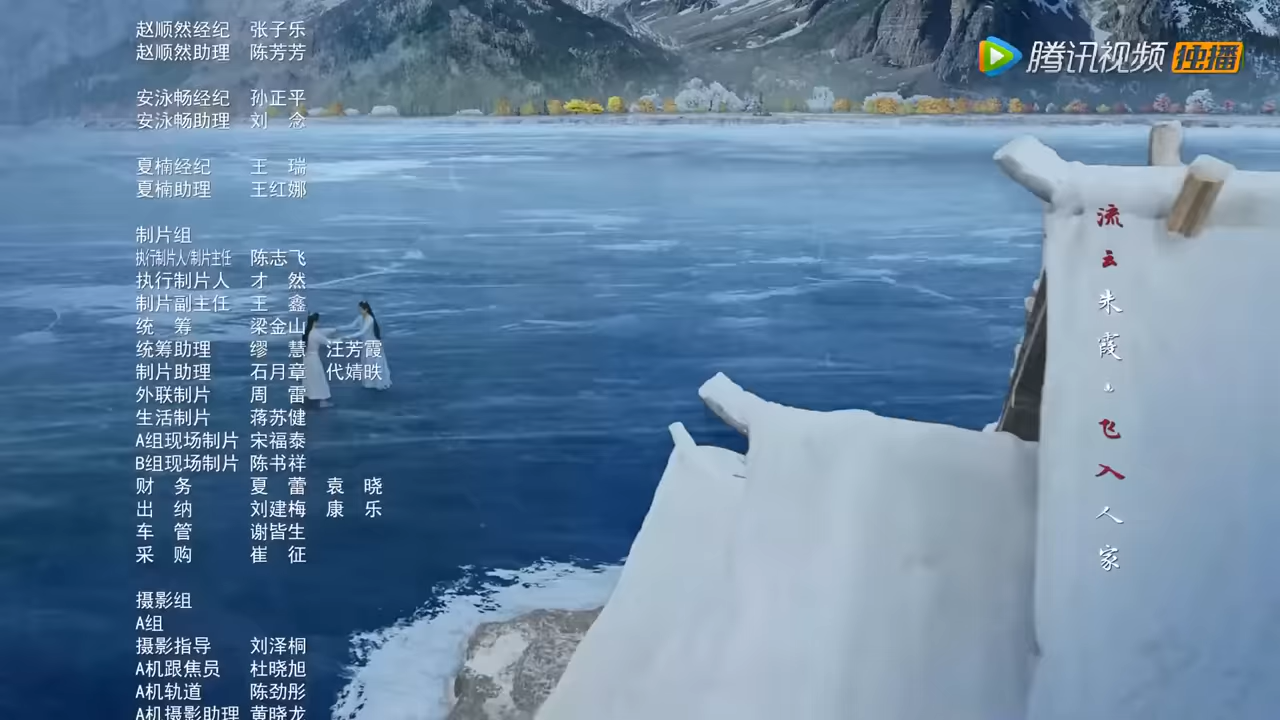 赵顺然经纪 张子乐
赵顺然助理 陈芳芳
安泳畅经纪 孙正平
安泳畅助理 刘 念
夏楠经纪 王 瑞
夏楠助理 王红娜
制片组
执行制片人/制片主任 陈志飞
执行制片人 才 然
制片副主任 王 鑫
统 筹 梁金山
统筹助理 缪 慧 汪芳霞
制片助理 石月章 代婧昳
外联制片 周 雷
生活制片 蒋苏健
A组现场制片 宋福泰
B组现场制片 陈书祥
财 务 夏 蕾 袁 晓
出 纳 刘建梅 康 乐
车 管 谢皆生
采 购 崔 征
摄影组
A组
摄影指导 刘泽桐
A机跟焦员 杜晓旭
A机轨道 陈劲彤
A机摄影助理 黄晓龙
腾讯视频 独播
流云朱霞 飞入人家